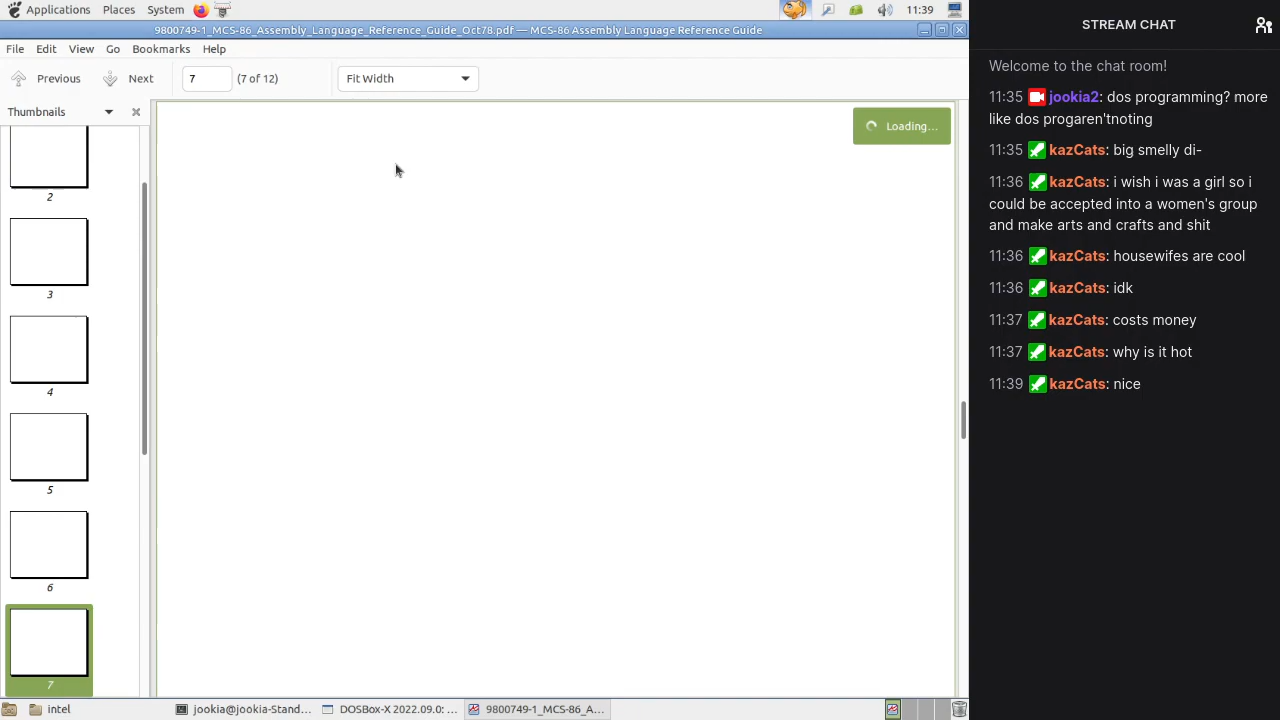 Applications Places System 11:39
9800749-1_MCS-86_Assembly_Language_Reference_Guide_Oct78.pdf — MCS-86 Assembly Language Reference Guide
File Edit View Go Bookmarks Help
Previous Next 7 (7 of 12) Fit Width
Thumbnails
Loading...
2
3
4
5
6
7
intel jookia@jookia-Stand... DOSBox-X 2022.09.0: ... 9800749-1_MCS-86_A...
STREAM CHAT
Welcome to the chat room!
11:35 jookia2: dos programming? more
like dos progaren'tnoting
11:35 kazCats: big smelly di-
11:36 kazCats: i wish i was a girl so i
could be accepted into a women's group
and make arts and crafts and shit
11:36 kazCats: housewifes are cool
11:36 kazCats: idk
11:37 kazCats: costs money
11:37 kazCats: why is it hot
11:39 kazCats: nice